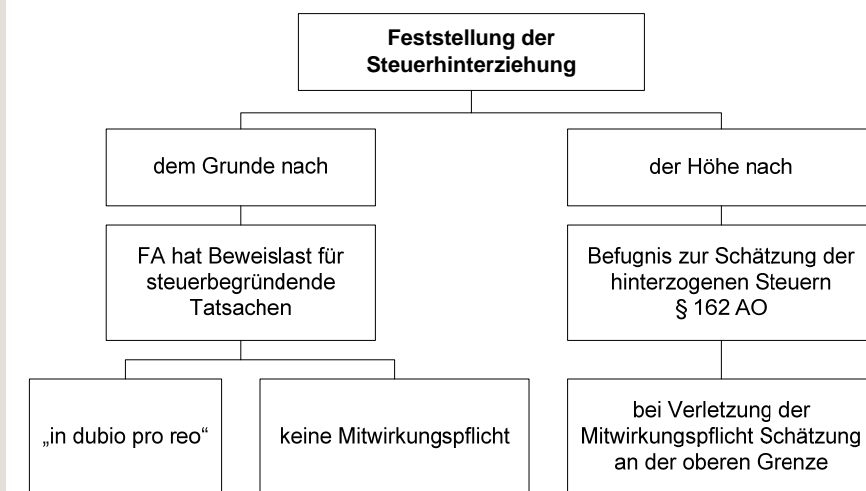 Feststellung der
Steuerhinterziehung
dem Grunde nach
der Höhe nach
FA hat Beweislast für
steuerbegründende
Tatsachen
Befugnis zur Schätzung der
hinterzogenen Steuern
§ 162 AO
„in dubio pro reo“
keine Mitwirkungspflicht
bei Verletzung der
Mitwirkungspflicht Schätzung
an der oberen Grenze